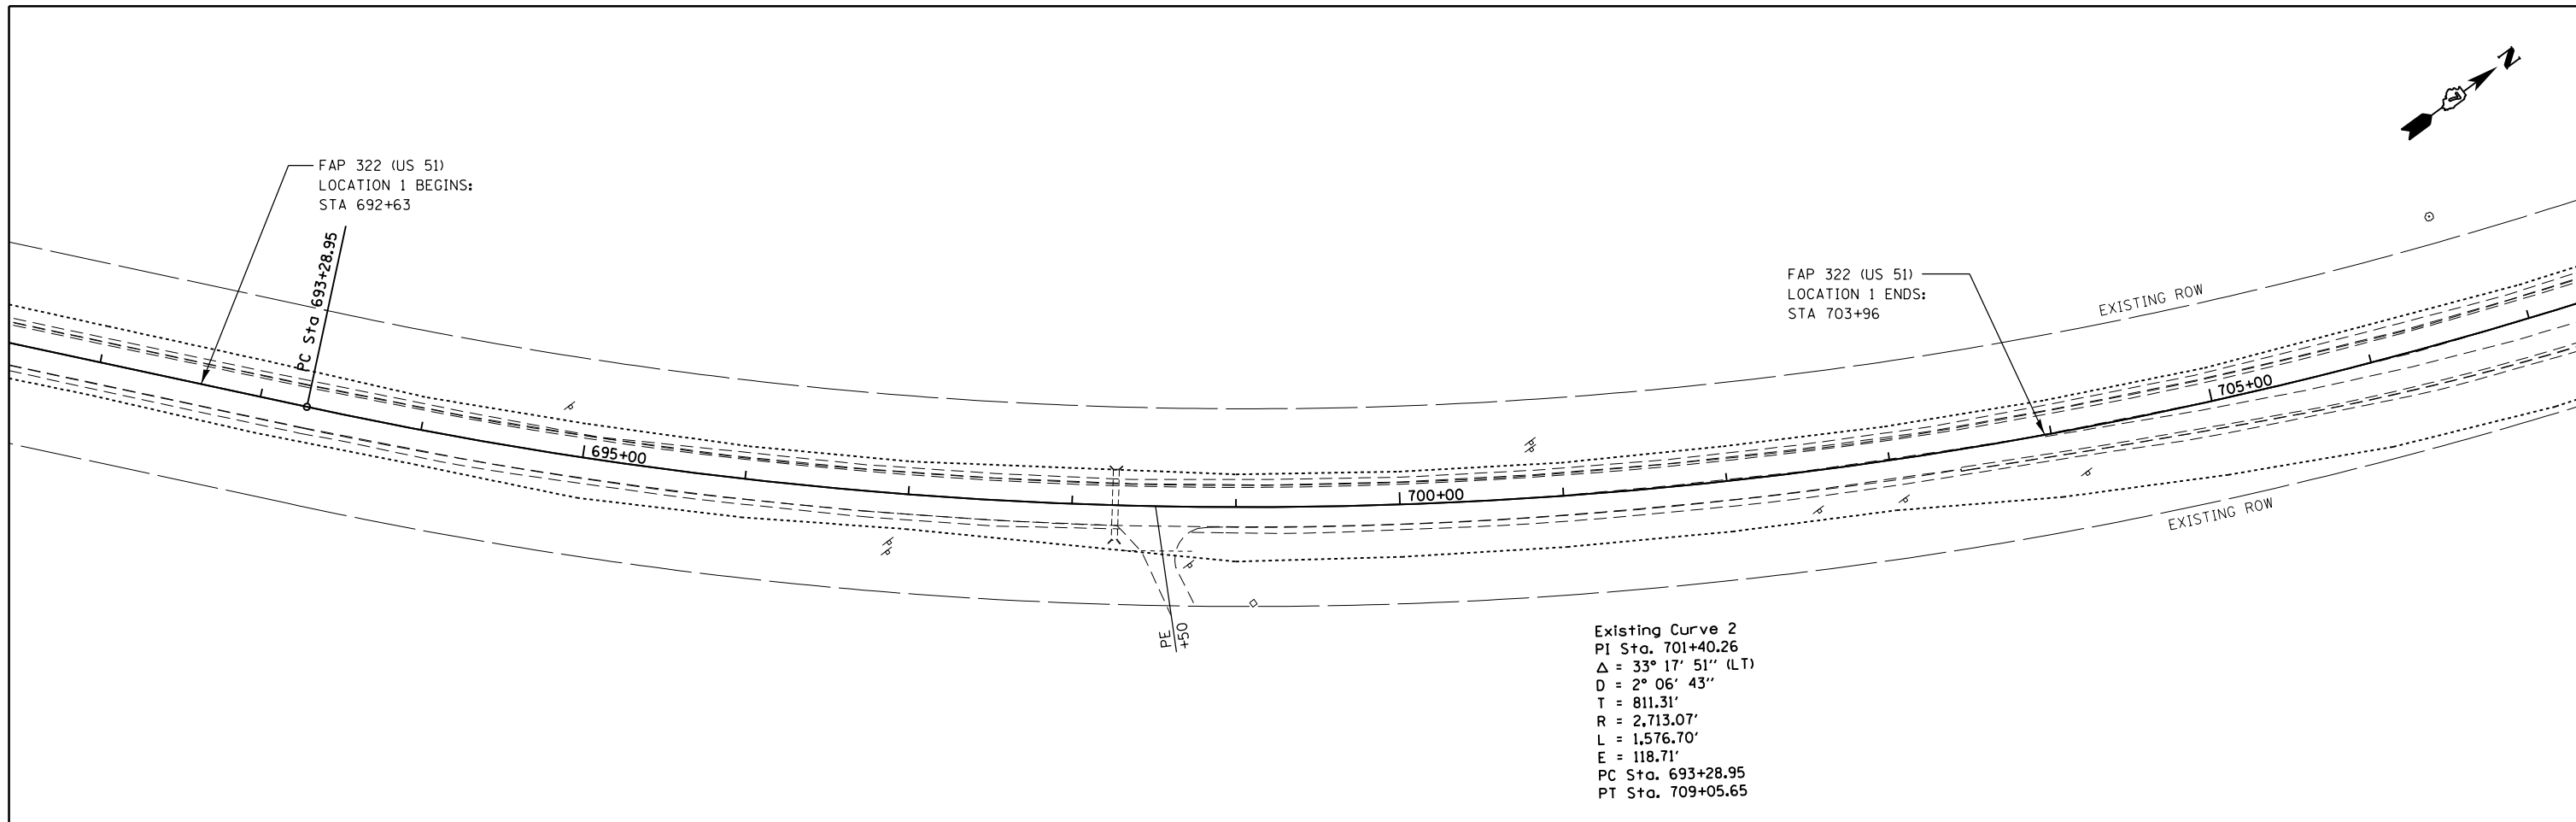 N
FAP 322 (US 51)
LOCATION 1 BEGINS:
STA 692+63
PC Sta 693+28.95
FAP 322 (US 51)
LOCATION 1 ENDS:
STA 703+96
EXISTING ROW
705+00
695+00
700+00
EXISTING ROW
PE
+50
Existing Curve 2
PI Sta. 701+40.26
Δ = 33° 17' 51'' (LT)
D = 2° 06' 43''
T = 811.31'
R = 2,713.07'
L = 1,576.70'
E = 118.71'
PC Sta. 693+28.95
PT Sta. 709+05.65